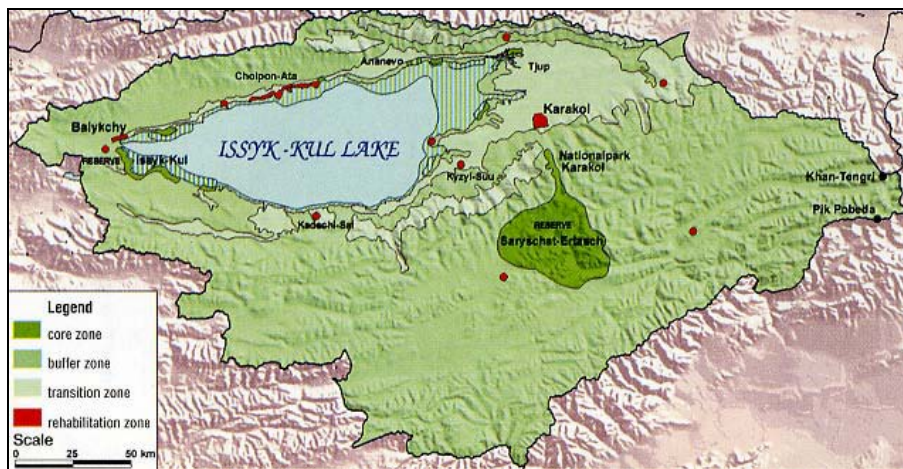 Ananevo
Tjup
Cholpon-Ata
Karakol
Balykchy
ISSYK-KUL LAKE
RESERVE Issyk-Kul
Kyzyl-Suu
Nationalpark
Karakol
Khan-Tengri
Pik Pobeda
Kadschi-Sai
RESERVE
Saryschat-Ertasch
Legend
core zone
buffer zone
transition zone
rehabilitation zone
Scale
0 25 50 km